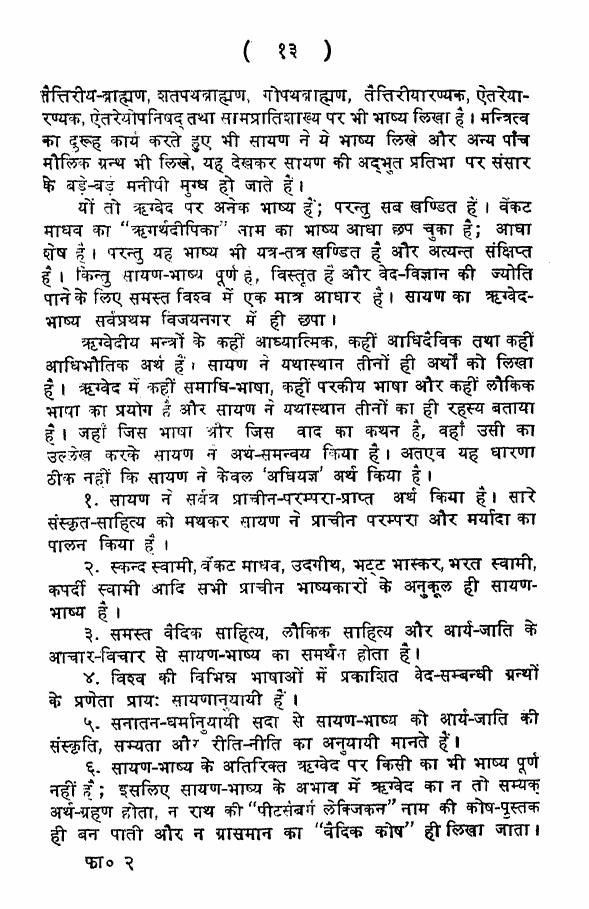 ( १३ )
तैत्तिरीय-ब्राह्मण, शतपथब्राह्मण, गोपथब्राह्मण, तैत्तिरीयारण्यक, ऐतरेया-
रण्यक, ऐतरेयोपनिषद् तथा सामप्रातिशाख्य पर भी भाष्य लिखा है। मन्त्रित्व
का दुरूह कार्य करते हुए भी सायण ने ये भाष्य लिखे और अन्य पाँच
मौलिक ग्रन्थ भी लिखे, यह देखकर सायण की अद्भुत प्रतिभा पर संसार
के बड़े-बड़े मनीषी मुग्ध हो जाते हैं।
यों तो ऋग्वेद पर अनेक भाष्य हैं; परन्तु सब खण्डित हैं। वेंकट
माधव का “ऋगर्थदीपिका” नाम का भाष्य आधा छप चुका है; आधा
शेष है। परन्तु यह भाष्य भी यत्र-तत्र खण्डित है और अत्यन्त संक्षिप्त
है। किन्तु सायण-भाष्य पूर्ण है, विस्तृत है और वेद-विज्ञान की ज्योति
पाने के लिए समस्त विश्व में एक मात्र आधार है। सायण का ऋग्वेद-
भाष्य सर्वप्रथम विजयनगर में ही छपा।
ऋग्वेदीय मन्त्रों के कहीं आध्यात्मिक, कहीं आधिदैविक तथा कहीं
आधिभौतिक अर्थ हैं। सायण ने यथास्थान तीनों ही अर्थों को लिखा
है। ऋग्वेद में कहीं समाधि-भाषा, कहीं परकीय भाषा और कहीं लौकिक
भाषा का प्रयोग है और सायण ने यथास्थान तीनों का ही रहस्य बताया
है। जहाँ जिस भाषा और जिस वाद का कथन है, वहाँ उसी का
उल्लेख करके सायण ने अर्थ-समन्वय किया है। अतएव यह धारणा
ठीक नहीं कि सायण ने केवल ‘अधियज्ञ’ अर्थ किया है।
१. सायण ने सर्वत्र प्राचीन-परम्परा-प्राप्त अर्थ किया है। सारे
संस्कृत-साहित्य को मथकर सायण ने प्राचीन परम्परा और मर्यादा का
पालन किया है।
२. स्कन्द स्वामी, वेंकट माधव, उदगीथ, भट्ट भास्कर, भरत स्वामी,
कपर्दी स्वामी आदि सभी प्राचीन भाष्यकारों के अनुकूल ही सायण-
भाष्य है।
३. समस्त वैदिक साहित्य, लौकिक साहित्य और आर्य-जाति के
आचार-विचार से सायण-भाष्य का समर्थन होता है।
४. विश्व की विभिन्न भाषाओं में प्रकाशित वेद-सम्बन्धी ग्रन्थों
के प्रणेता प्रायः सायणानुयायी हैं।
५. सनातन-धर्मानुयायी सदा से सायण-भाष्य को आर्य-जाति की
संस्कृति, सभ्यता और रीति-नीति का अनुयायी मानते हैं।
६. सायण-भाष्य के अतिरिक्त ऋग्वेद पर किसी का भी भाष्य पूर्ण
नहीं है; इसलिए सायण-भाष्य के अभाव में ऋग्वेद का न तो सम्यक्
अर्थ-ग्रहण होता, न राथ की “पीटर्सबर्ग लेक्जिकन” नाम की कोष-पुस्तक
ही बन पाती और न ग्रासमान का “वैदिक कोष” ही लिखा जाता।
फा० २